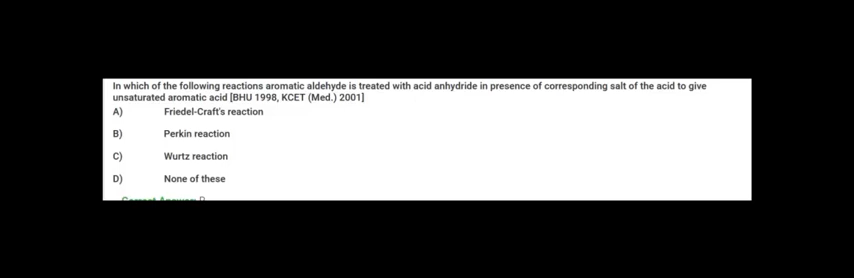 In which of the following reactions aromatic aldehyde is treated with acid anhydride in presence of corresponding salt of the acid to give
unsaturated aromatic acid [BHU 1998, KCET (Med.) 2001]
A) Friedel-Craft's reaction
B) Perkin reaction
C) Wurtz reaction
D) None of these
Correct Answer: